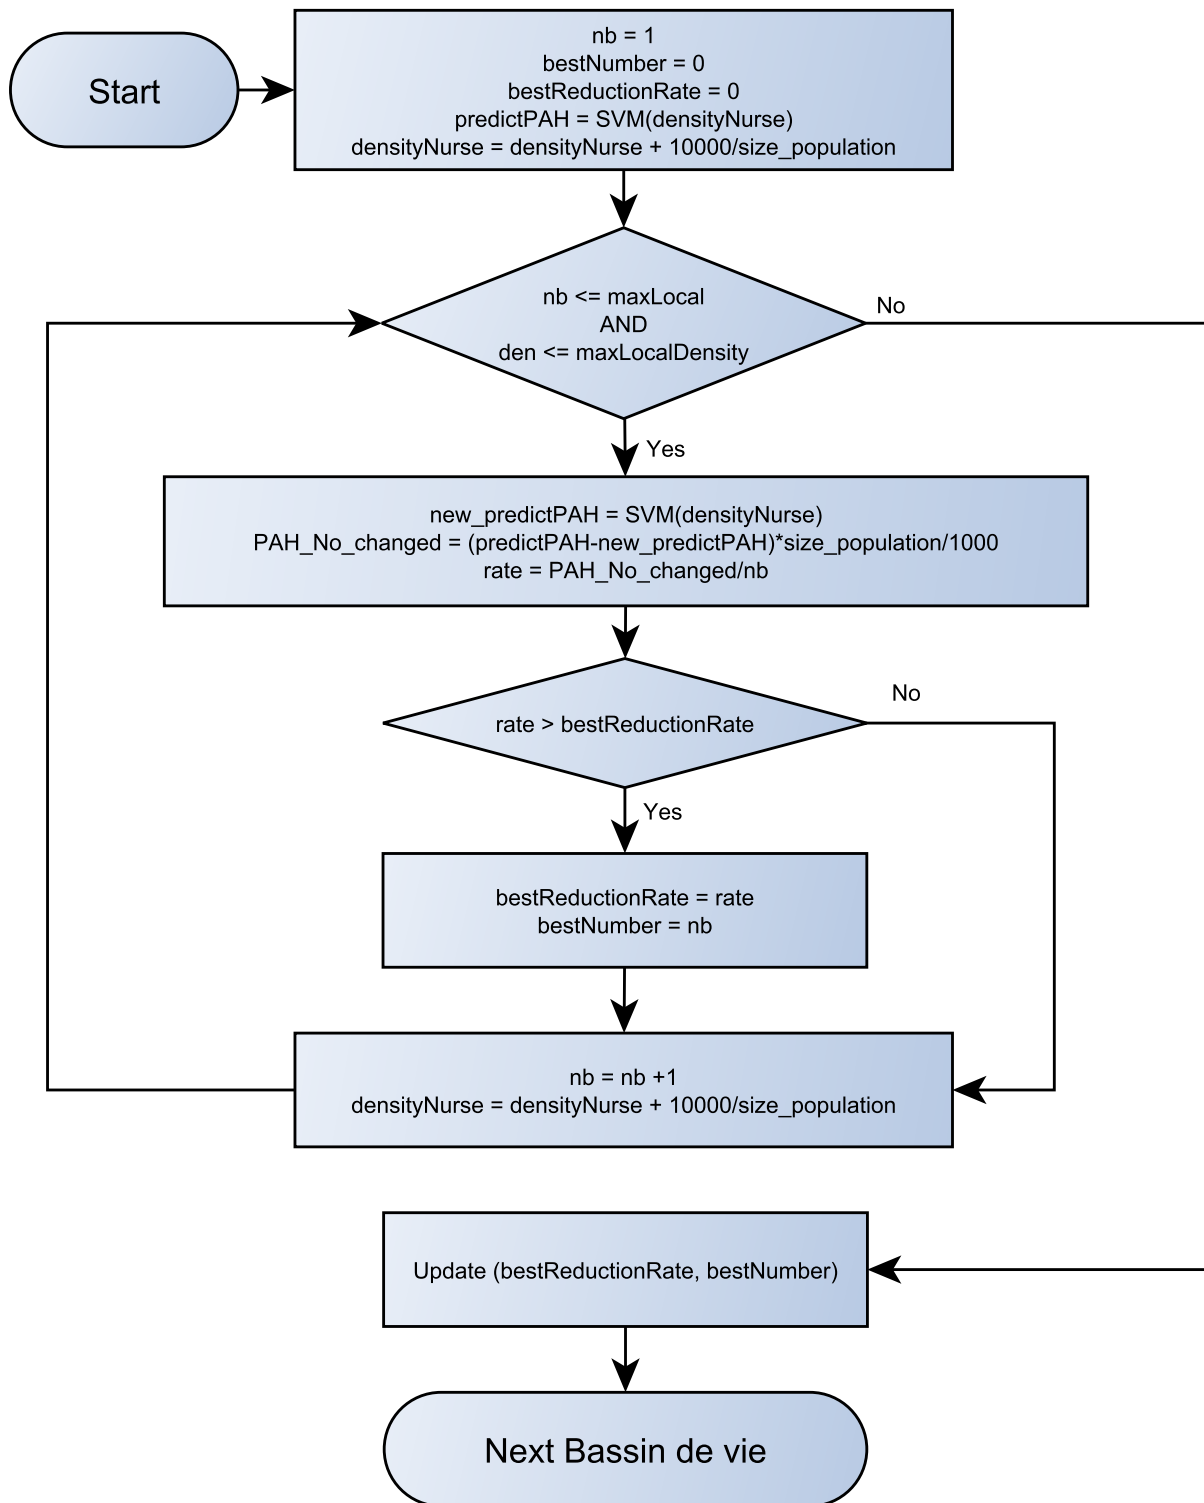 Start
nb = 1
bestNumber = 0
bestReductionRate = 0
predictPAH = SVM(densityNurse)
densityNurse = densityNurse + 10000/size_population
nb <= maxLocal
AND
den <= maxLocalDensity
No
Yes
new_predictPAH = SVM(densityNurse)
PAH_No_changed = (predictPAH-new_predictPAH)*size_population/1000
rate = PAH_No_changed/nb
rate > bestReductionRate
No
Yes
bestReductionRate = rate
bestNumber = nb
nb = nb +1
densityNurse = densityNurse + 10000/size_population
Update (bestReductionRate, bestNumber)
Next Bassin de vie